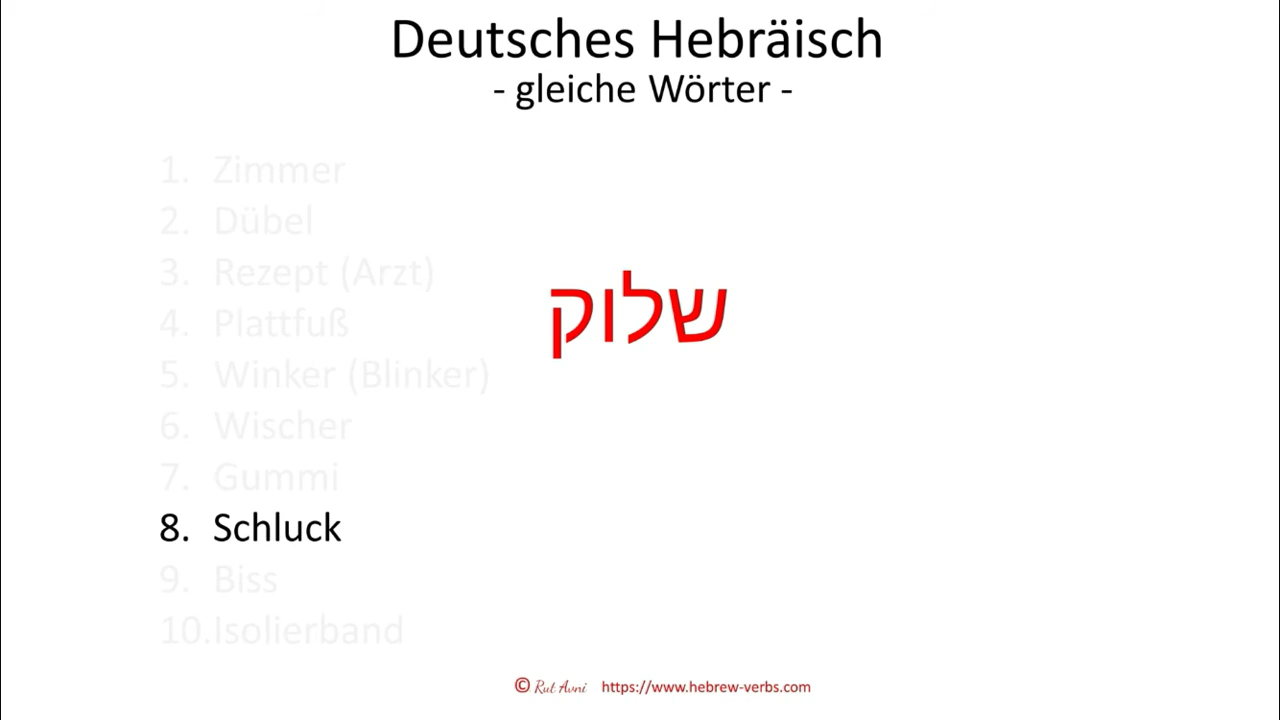 Deutsches Hebräisch
- gleiche Wörter -
1. Zimmer
2. Dübel
3. Rezept (Arzt)
4. Plattfuß
5. Winker (Blinker)
6. Wischer
7. Gummi
8. Schluck
9. Biss
10.Isolierband
שלוק
© Rut Avni https://www.hebrew-verbs.com